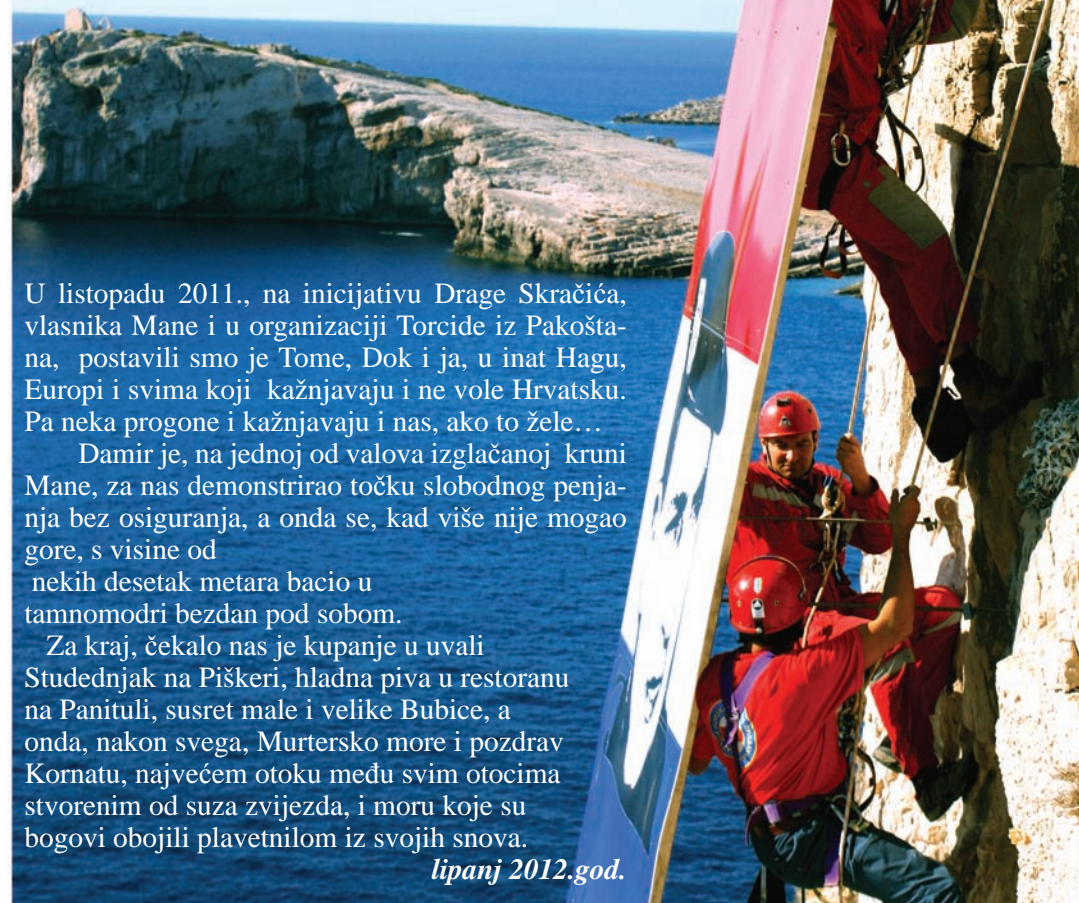 U listopadu 2011., na inicijativu Drage Skračića,
vlasnika Mane i u organizaciji Torcide iz Pakošta-
na, postavili smo je Tome, Dok i ja, u inat Hagu,
Europi i svima koji kažnjavaju i ne vole Hrvatsku.
Pa neka progone i kažnjavaju i nas, ako to žele…
Damir je, na jednoj od valova izglačanoj kruni
Mane, za nas demonstrirao točku slobodnog penja-
nja bez osiguranja, a onda se, kad više nije mogao
gore, s visine od
nekih desetak metara bacio u
tamnomodri bezdan pod sobom.
Za kraj, čekalo nas je kupanje u uvali
Studednjak na Piškeri, hladna piva u restoranu
na Panituli, susret male i velike Bubice, a
onda, nakon svega, Murtersko more i pozdrav
Kornatu, najvećem otoku među svim otocima
stvorenim od suza zvijezda, i moru koje su
bogovi obojili plavetnilom iz svojih snova.
lipanj 2012.god.